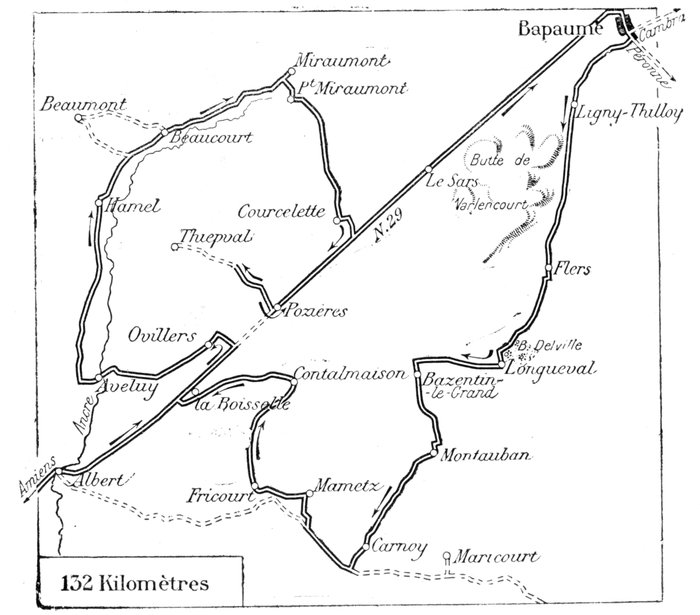 Bapaume
Cambrai
Péronne
Miraumont
Pt Miraumont
Beaumont
Ligny-Thilloy
Beaucourt
Butte de
Le Sars
Warlencourt
Hamel
Courcelette
N.29
Thiepval
Flers
Pozières
Ovillers
B. Delville
Longueval
Contalmaison
Bazentin-
le-Grand
Aveluy
la Boisselle
Ancre
Montauban
Amiens
Albert
Fricourt
Mametz
Carnoy
Maricourt
132 Kilomètres